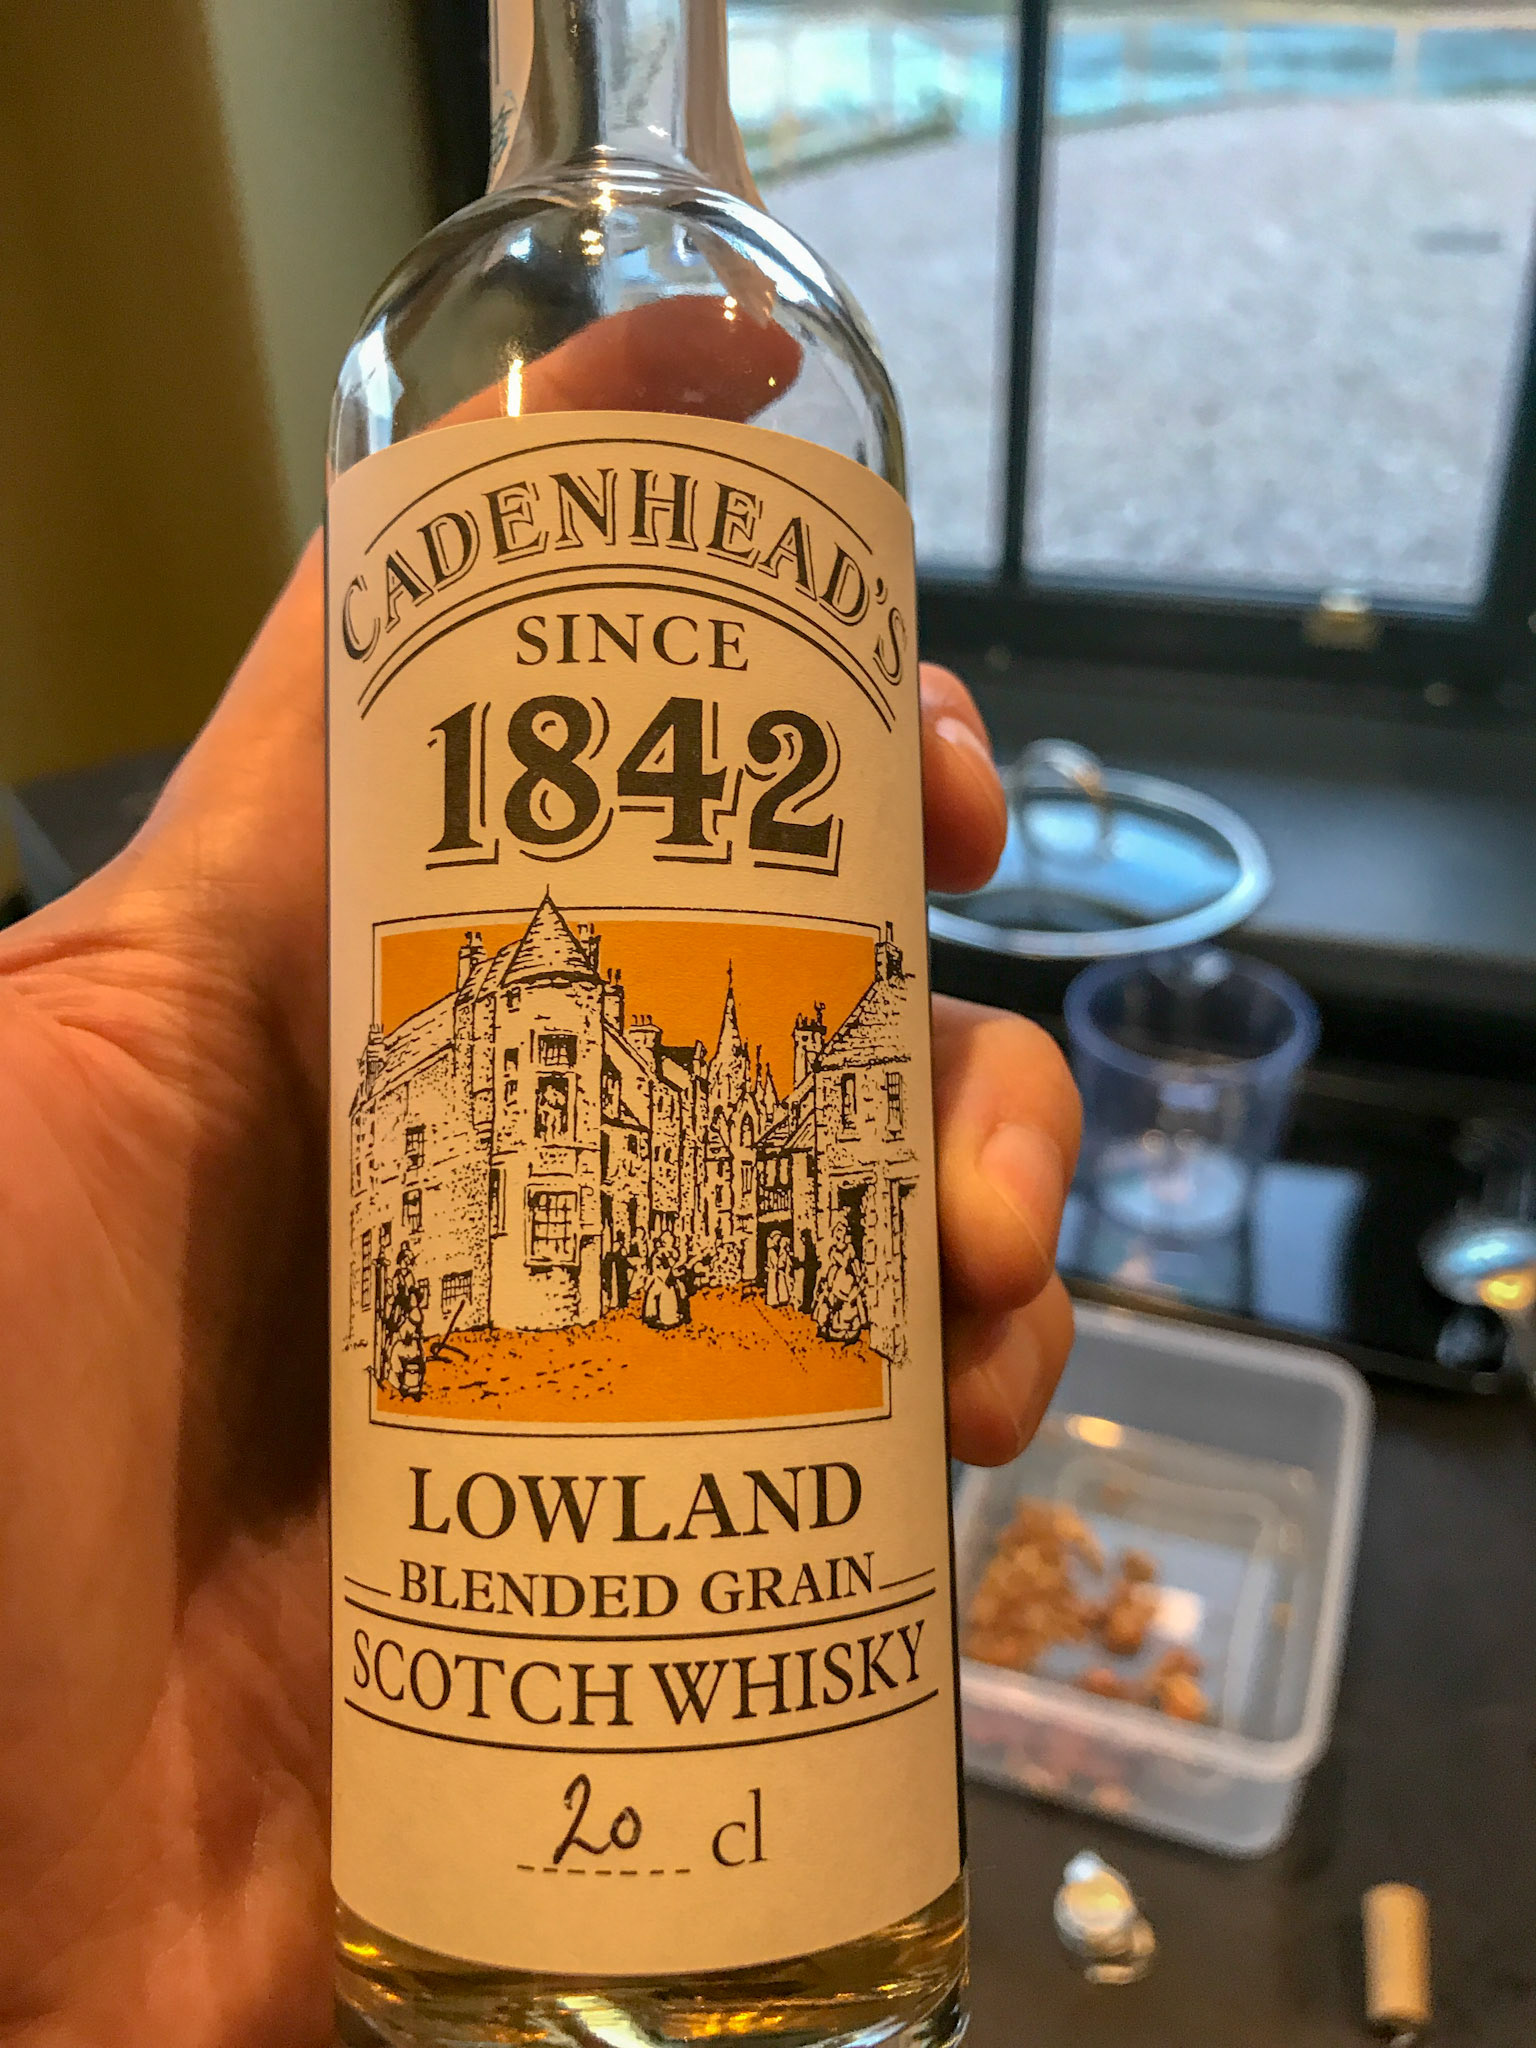 CADENHEAD'S
SINCE
1842
LOWLAND
BLENDED GRAIN
SCOTCH WHISKY
20 cl